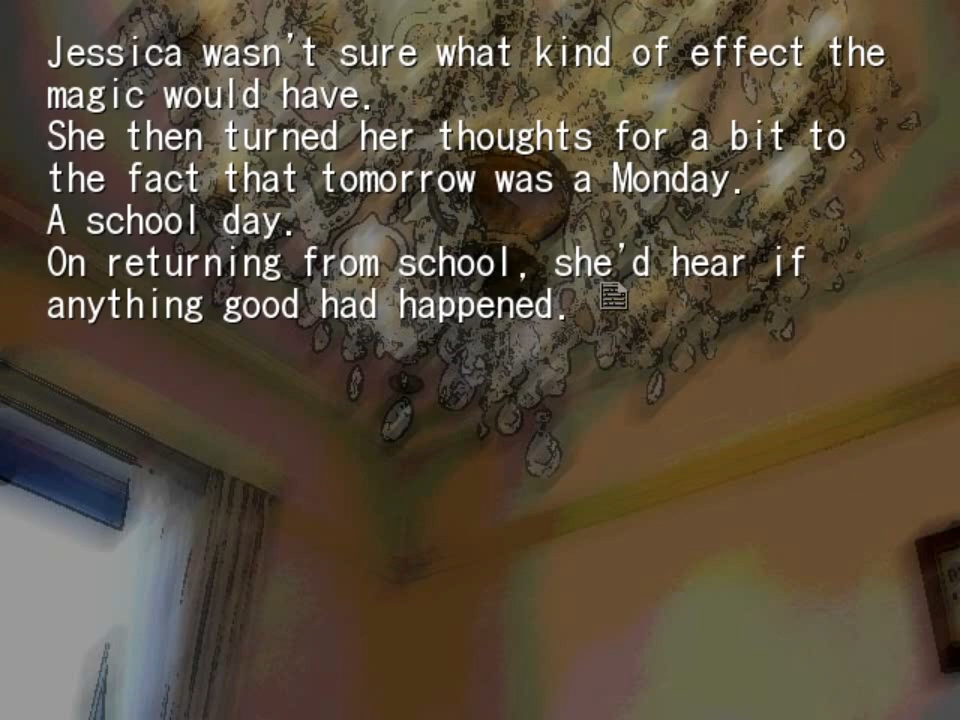 Jessica wasn't sure what kind of effect the
magic would have.
She then turned her thoughts for a bit to
the fact that tomorrow was a Monday.
A school day.
On returning from school, she'd hear if
anything good had happened.